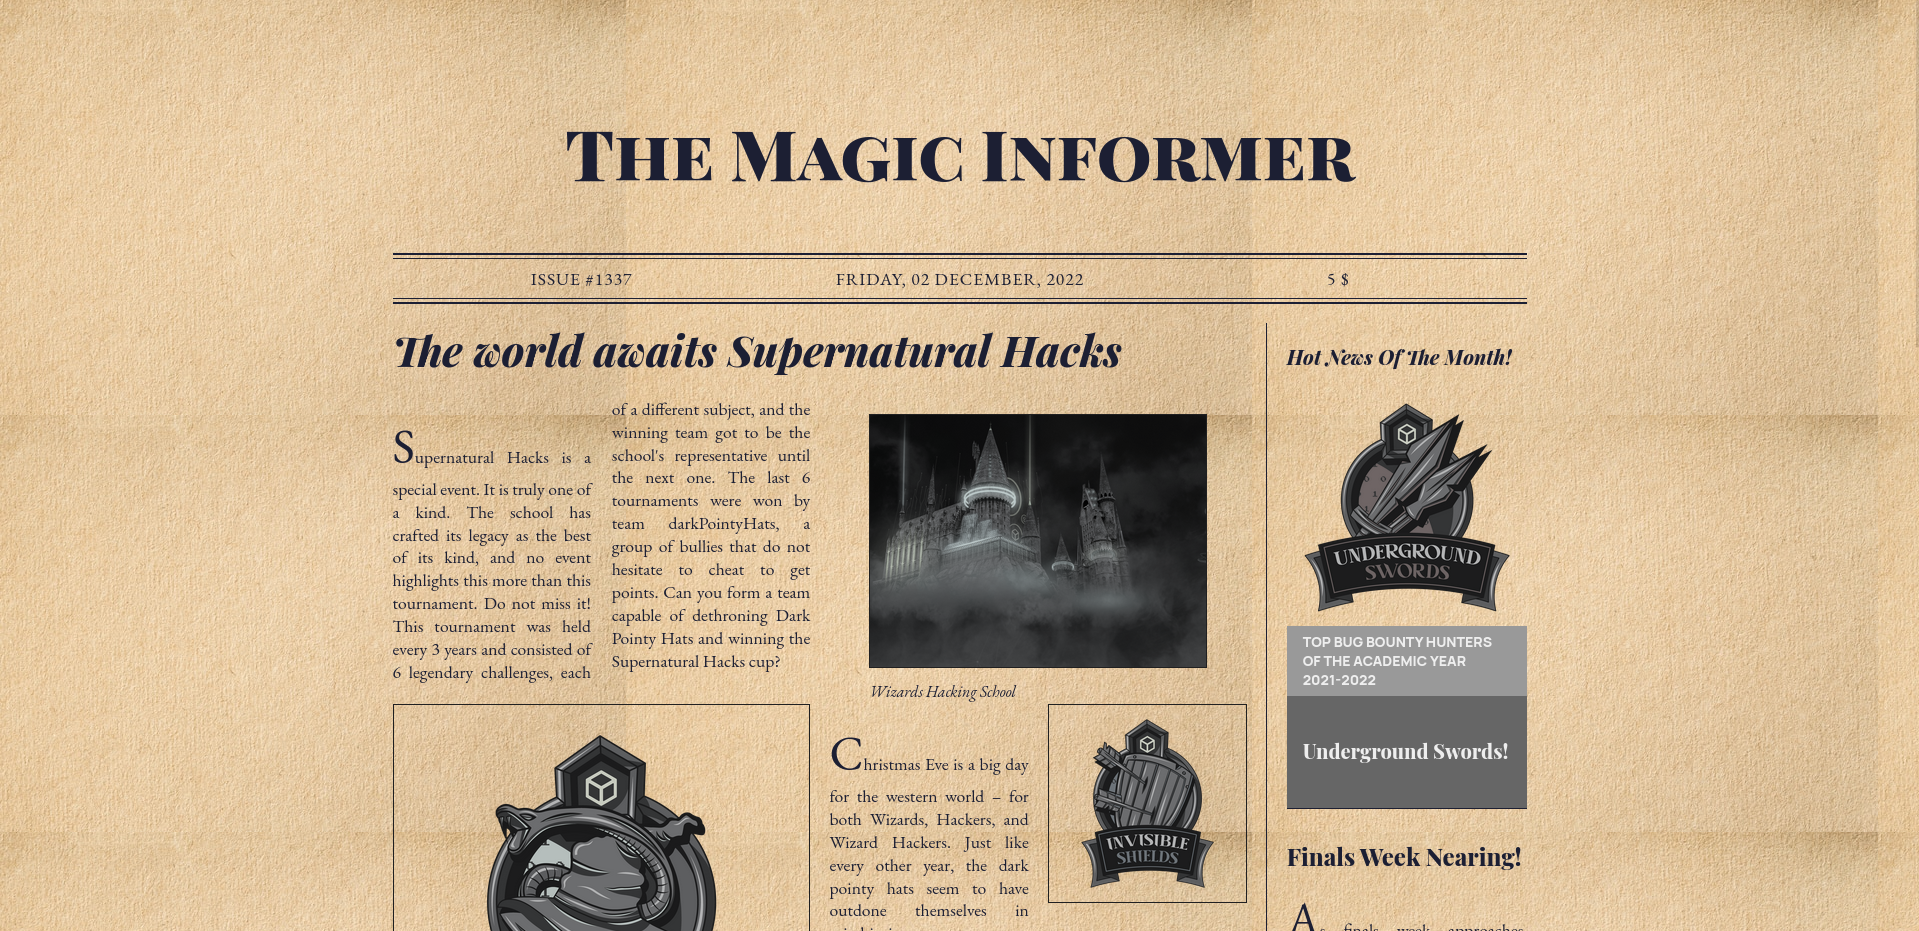 THE MAGIC INFORMER
ISSUE #1337
FRIDAY, 02 DECEMBER, 2022
5 $
The world awaits Supernatural Hacks
Supernatural Hacks is a
special event. It is truly one of
a kind. The school has
crafted its legacy as the best
of its kind, and no event
highlights this more than this
tournament. Do not miss it!
This tournament was held
every 3 years and consisted of
6 legendary challenges, each
of a different subject, and the
winning team got to be the
school's representative until
the next one. The last 6
tournaments were won by
team darkPointyHats, a
group of bullies that do not
hesitate to cheat to get
points. Can you form a team
capable of dethroning Dark
Pointy Hats and winning the
Supernatural Hacks cup?
Wizards Hacking School
Christmas Eve is a big day
for the western world – for
both Wizards, Hackers, and
Wizard Hackers. Just like
every other year, the dark
pointy hats seem to have
outdone themselves in
INVISIBLE
SHIELDS
Hot News Of The Month!
UNDERGROUND
SWORDS
TOP BUG BOUNTY HUNTERS
OF THE ACADEMIC YEAR
2021-2022
Underground Swords!
Finals Week Nearing!
As finals week approaches